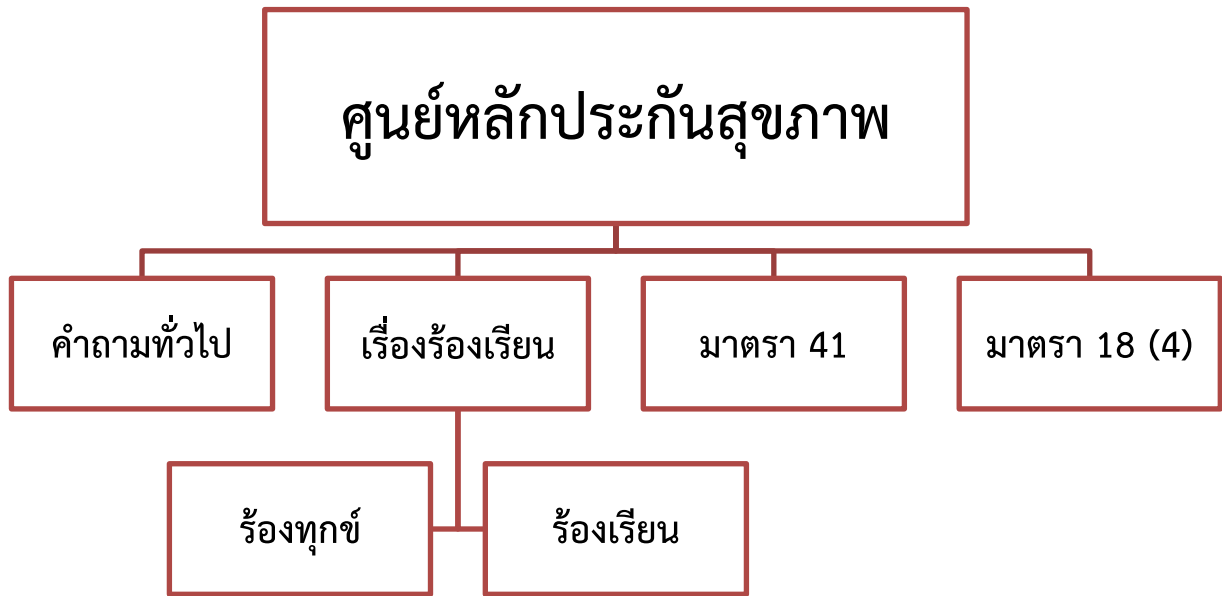 ศูนย์หลักประกันสุขภาพ
คำถามทั่วไป
เรื่องร้องเรียน
มาตรา 41
มาตรา 18 (4)
ร้องทุกข์
ร้องเรียน